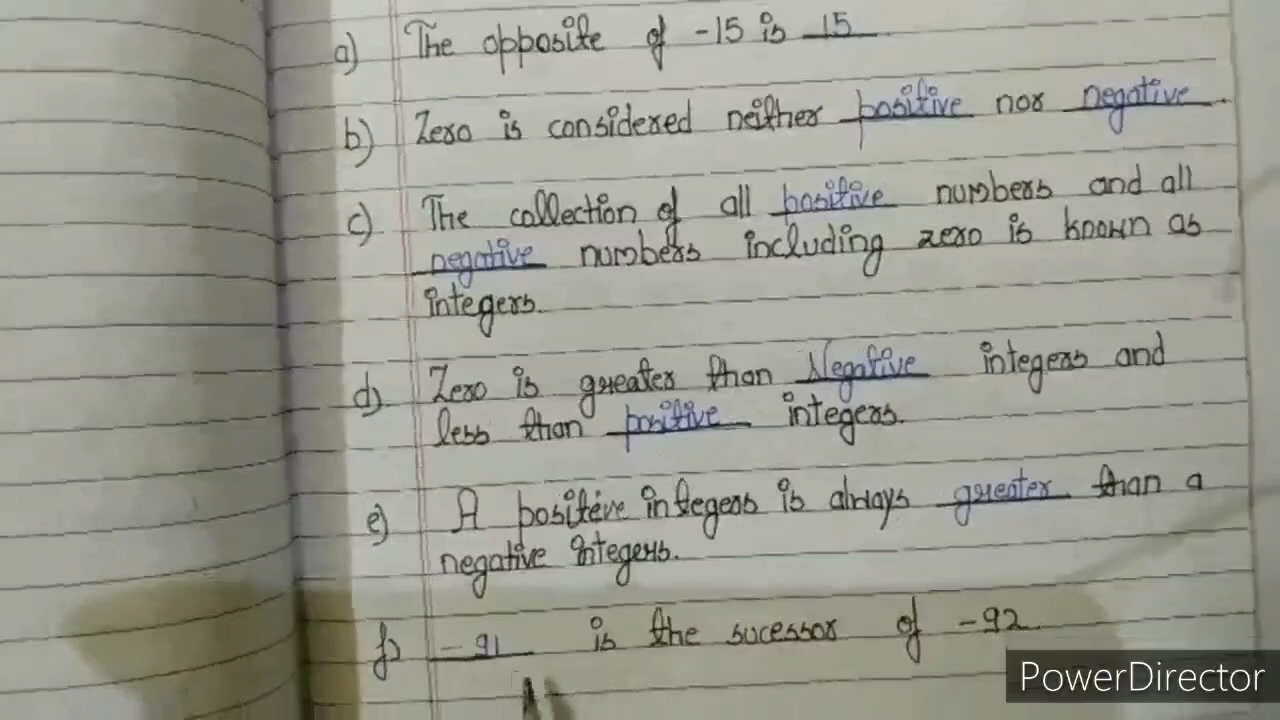 a) The opposite of -15 is 15
b) Zero is considered neither positive nor negative.
c) The collection of all positive numbers and all
negative numbers including zero is known as
integers.
d) Zero is greater than Negative integers and
less than positive integers.
e) A positive integers is always greater than a
negative integers.
f) -91 is the sucessor of -92
PowerDirector